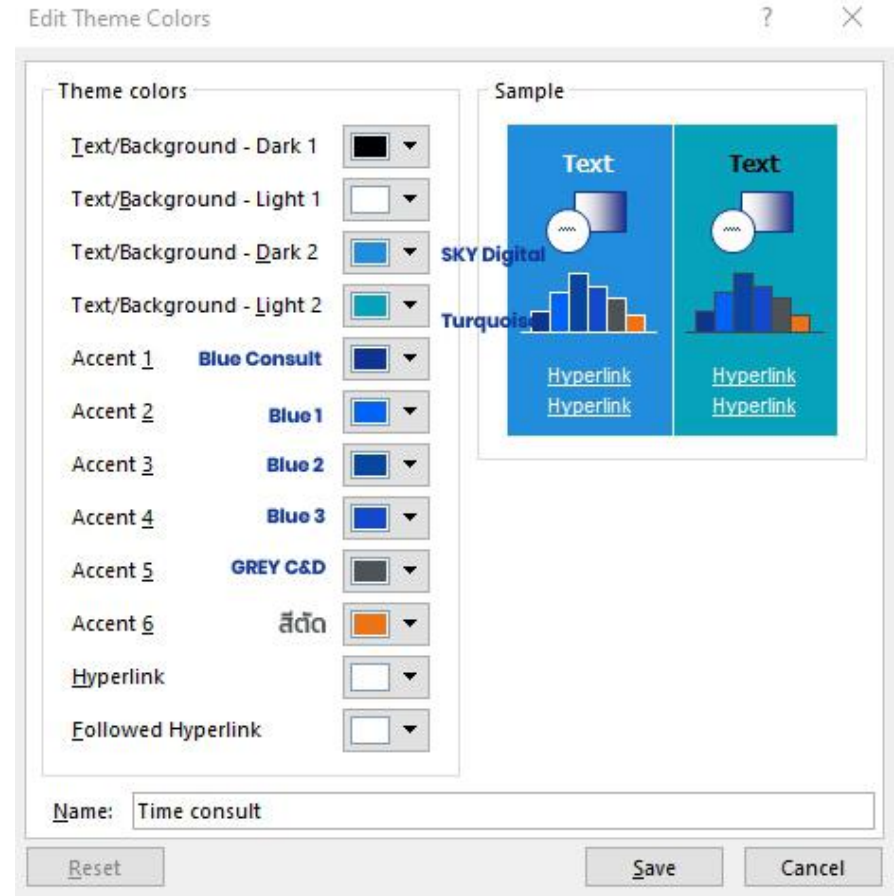 Edit Theme Colors
?
Theme colors
Sample
Text/Background - Dark 1
Text/Background - Light 1
Text/Background - Dark 2
SKY Digital
Text/Background - Light 2
Turquoise
Accent 1 Blue Consult
Accent 2 Blue 1
Accent 3 Blue 2
Accent 4 Blue 3
Accent 5 GREY C&D
Accent 6 สีตัด
Hyperlink
Followed Hyperlink
Text Text
Hyperlink Hyperlink
Hyperlink Hyperlink
Name: Time consult
Reset Save Cancel